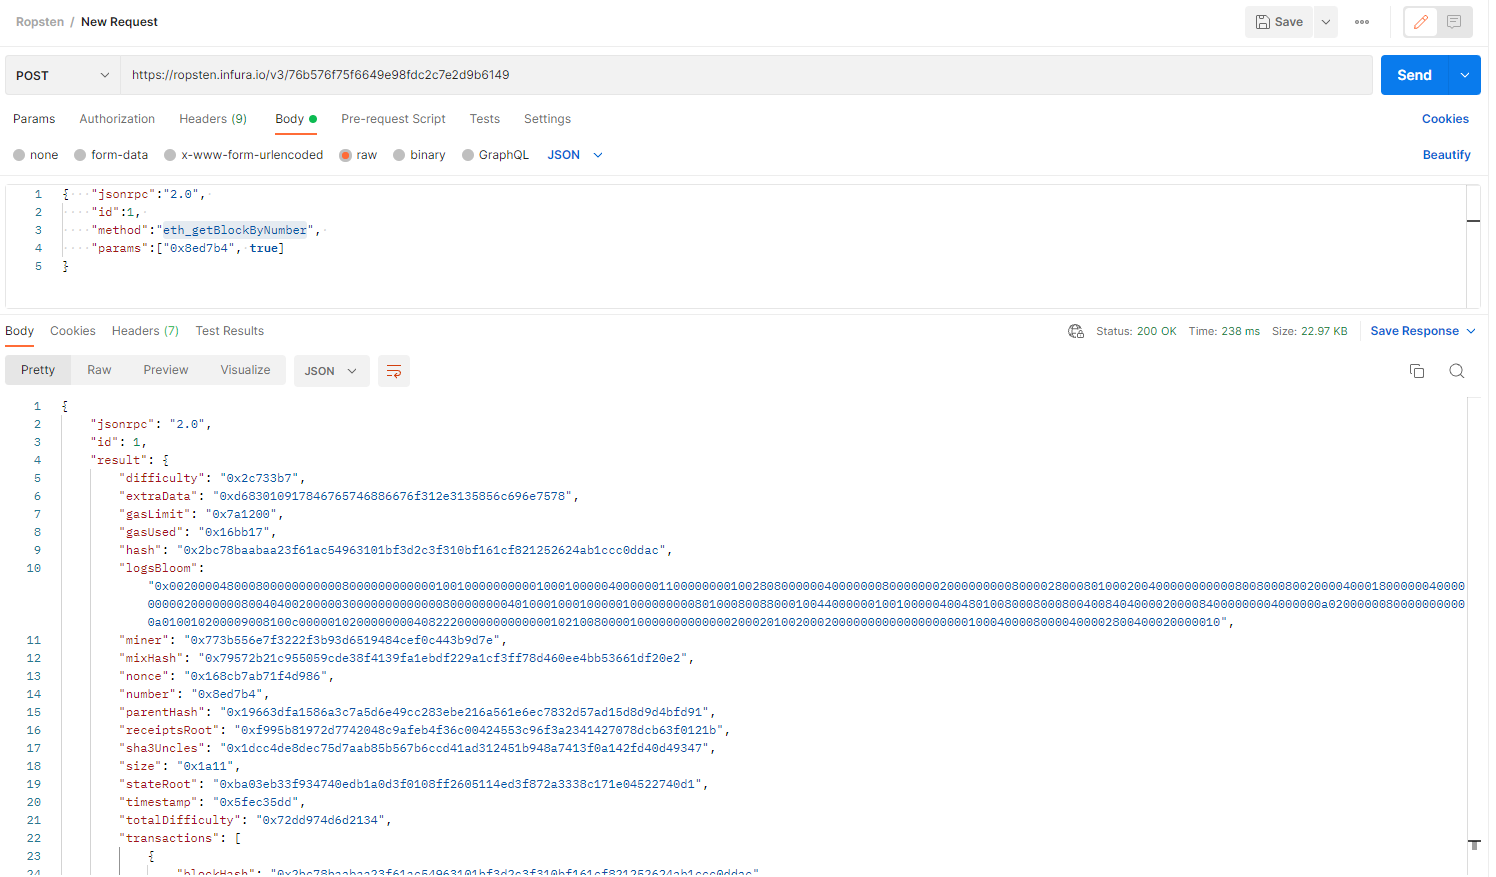 Ropsten / New Request
Save
POST
https://ropsten.infura.io/v3/76b576f75f6649e98fdc2c7e2d9b6149
Send
Params Authorization Headers (9) Body Pre-request Script Tests Settings Cookies
none form-data x-www-form-urlencoded raw binary GraphQL JSON Beautify
1 { "jsonrpc":"2.0",
2 "id":1,
3 "method":"eth_getBlockByNumber",
4 "params":["0x8ed7b4", true]
5 }
Body Cookies Headers (7) Test Results Status: 200 OK Time: 238 ms Size: 22.97 KB Save Response
Pretty Raw Preview Visualize JSON
1 {
2 "jsonrpc": "2.0",
3 "id": 1,
4 "result": {
5 "difficulty": "0x2c733b7",
6 "extraData": "0xd683010917846765746886676f312e3135856c696e7578",
7 "gasLimit": "0x7a1200",
8 "gasUsed": "0x16bb17",
9 "hash": "0x2bc78baabaa23f61ac54963101bf3d2c3f310bf161cf821252624ab1ccc0ddac",
10 "logsBloom":
11 "miner": "0x773b556e7f3222f3b93d6519484cef0c443b9d7e",
12 "mixHash": "0x79572b21c955059cde38f4139fa1ebdf229a1cf3ff78d460ee4bb53661df20e2",
13 "nonce": "0x168cb7ab71f4d986",
14 "number": "0x8ed7b4",
15 "parentHash": "0x19663dfa1586a3c7a5d6e49cc283ebe216a561e6ec7832d57ad15d8d9d4bfd91",
16 "receiptsRoot": "0xf995b81972d7742048c9afeb4f36c00424553c96f3a2341427078dcb63f0121b",
17 "sha3Uncles": "0x1dcc4de8dec75d7aab85b567b6ccd41ad312451b948a7413f0a142fd40d49347",
18 "size": "0x1a11",
19 "stateRoot": "0xba03eb33f934740edb1a0d3f0108ff2605114ed3f872a3338c171e04522740d1",
20 "timestamp": "0x5fec35dd",
21 "totalDifficulty": "0x72dd974d6d2134",
22 "transactions": [
23 {
24 "blockHash": "0x2bc78baabaa23f61ac54963101bf3d2c3f310bf161cf821252624ab1ccc0ddac"